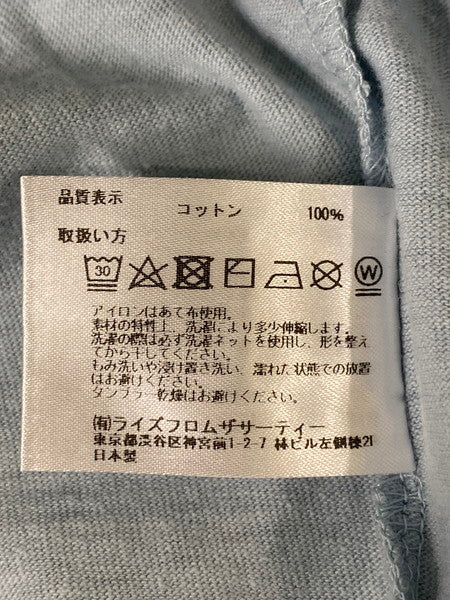 品質表示 コットン 100%
取扱い方
30 W
アイロンはあて布使用。
素材の特性上、洗濯により多少伸縮します。
洗濯の際は必ず洗濯ネットを使用し、形を整え
てから干してください。
もみ洗いや浸け置き洗い、濡れた状態での放置
はお避けください。
タンブラー乾燥はお避けください。
(有)ライズフロムザサーティー
東京都渋谷区神宮前1-2-7 林ビル左側棟2F
日本製